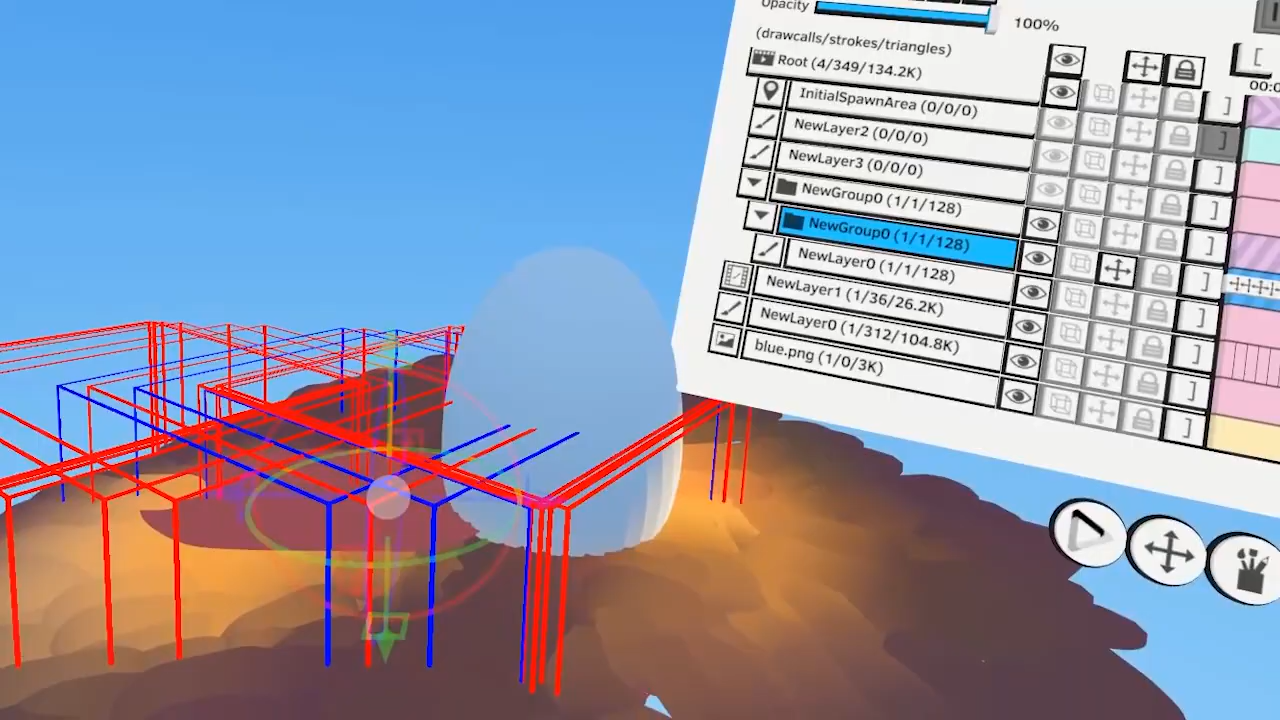 Opacity 100%
(drawcalls/strokes/triangles)
Root (4/349/134.2K)
InitialSpawnArea (0/0/0)
NewLayer2 (0/0/0)
NewLayer3 (0/0/0)
NewGroup0 (1/1/128)
NewGroup0 (1/1/128)
NewLayer0 (1/1/128)
NewLayer1 (1/36/26.2K)
NewLayer0 (1/312/104.8K)
blue.png (1/0/3K)